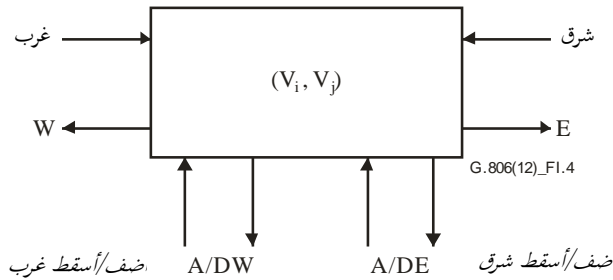 غرب
شرق
(Vi, Vj)
W
E
G.806(12)_FI.4
ضف/أسقط غرب
A/DW
A/DE
ضف/أسقط شرق